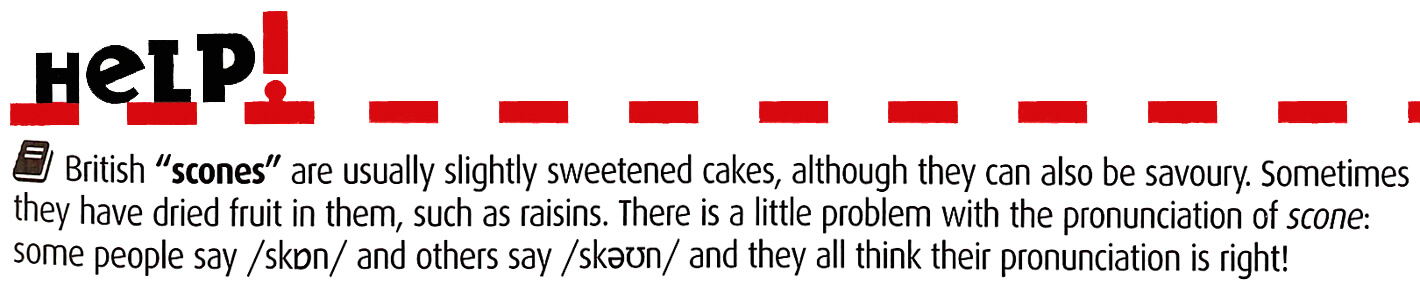 HeLP!
British “scones” are usually slightly sweetened cakes, although they can also be savoury. Sometimes
they have dried fruit in them, such as raisins. There is a little problem with the pronunciation of scone:
some people say /skɒn/ and others say /skəʊn/ and they all think their pronunciation is right!